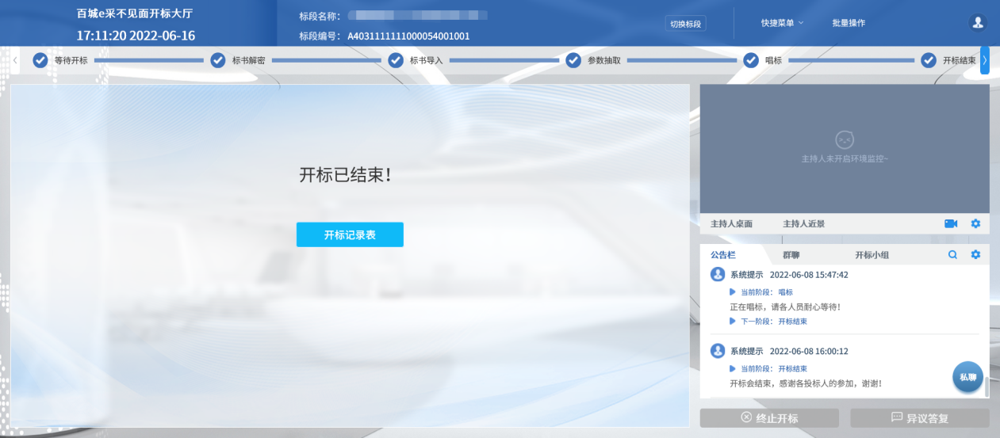 百城e采不见面开标大厅
17:11:20 2022-06-16
标段名称：
标段编号： A4031111111000054001001
切换标段
快捷菜单
批量操作
等待开标
标书解密
标书导入
参数抽取
唱标
开标结束
开标已结束！
开标记录表
>.<
主持人未开启环境监控~
主持人桌面 主持人近景
公告栏 群聊 开标小组
系统提示 2022-06-08 15:47:42
当前阶段： 唱标
正在唱标，请各人员耐心等待！
下一阶段： 开标结束
系统提示 2022-06-08 16:00:12
当前阶段： 开标结束
开标会结束，感谢各投标人的参加，谢谢！
私聊
终止开标
异议答复